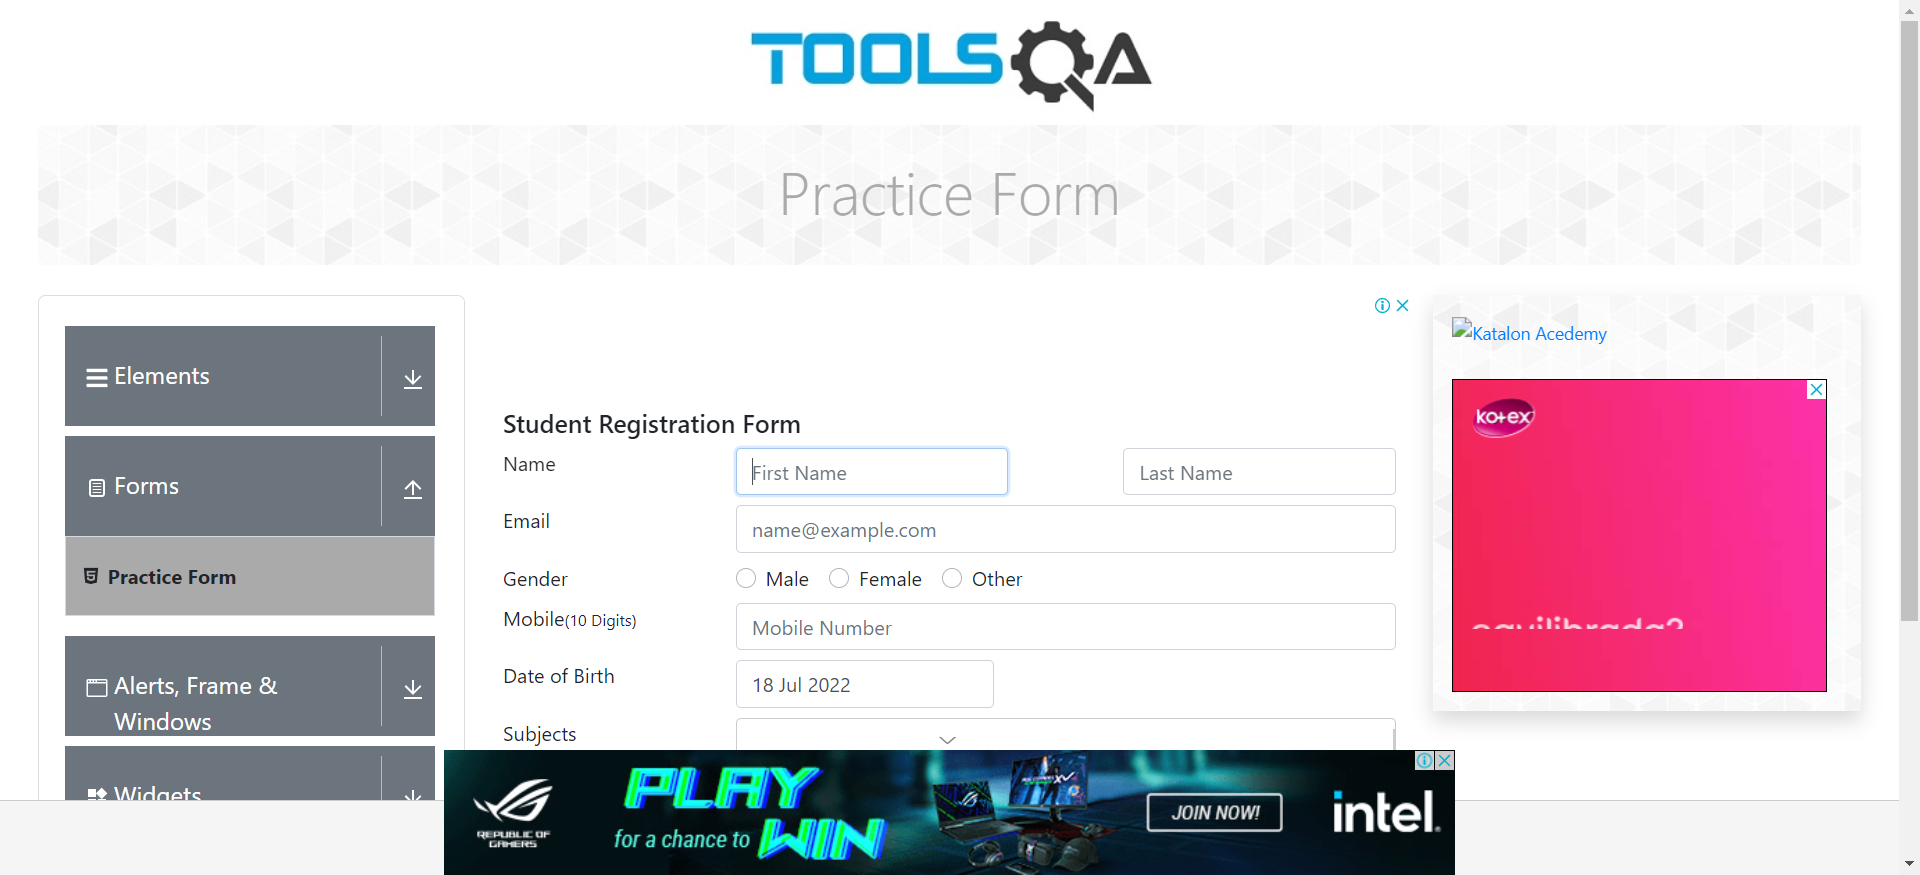 TOOLSQA
Practice Form
Elements
Forms
Practice Form
Alerts, Frame &
Windows
Widgets
Student Registration Form
Name
First Name
Last Name
Email
name@example.com
Gender
Male
Female
Other
Mobile(10 Digits)
Mobile Number
Date of Birth
18 Jul 2022
Subjects
Katalon Acedemy
kotex
REPUBLIC OF
GAMERS
PLAY
for a chance to WIN
JOIN NOW!
intel.